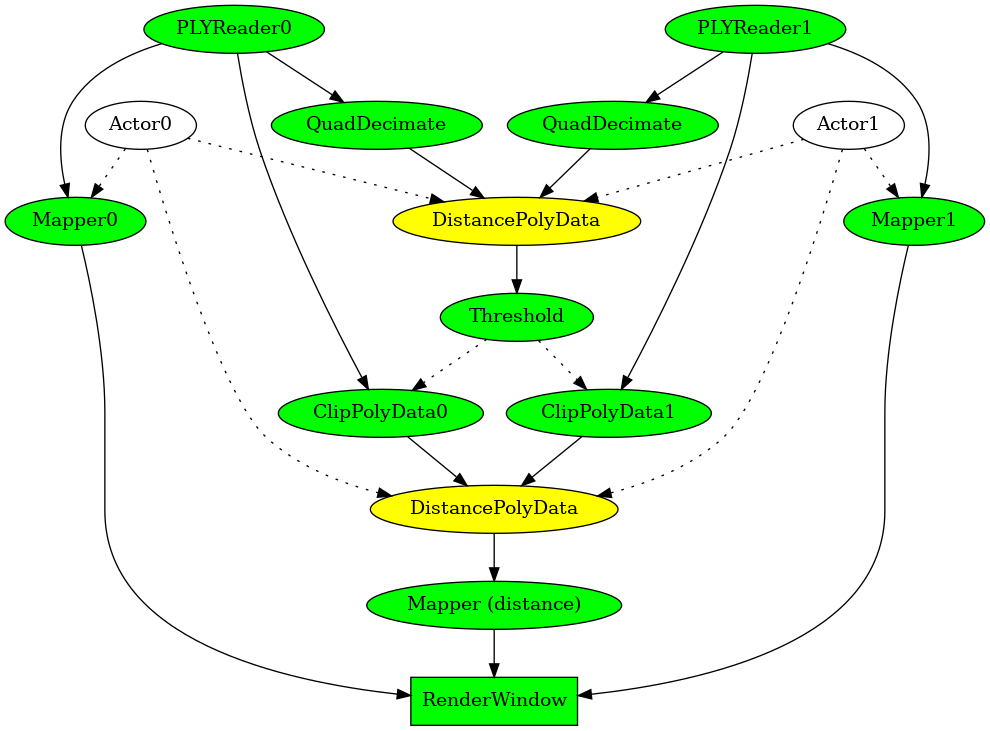 PLYReader0
PLYReader1
Actor0
QuadDecimate
QuadDecimate
Actor1
Mapper0
DistancePolyData
Mapper1
Threshold
ClipPolyData0
ClipPolyData1
DistancePolyData
Mapper (distance)
RenderWindow